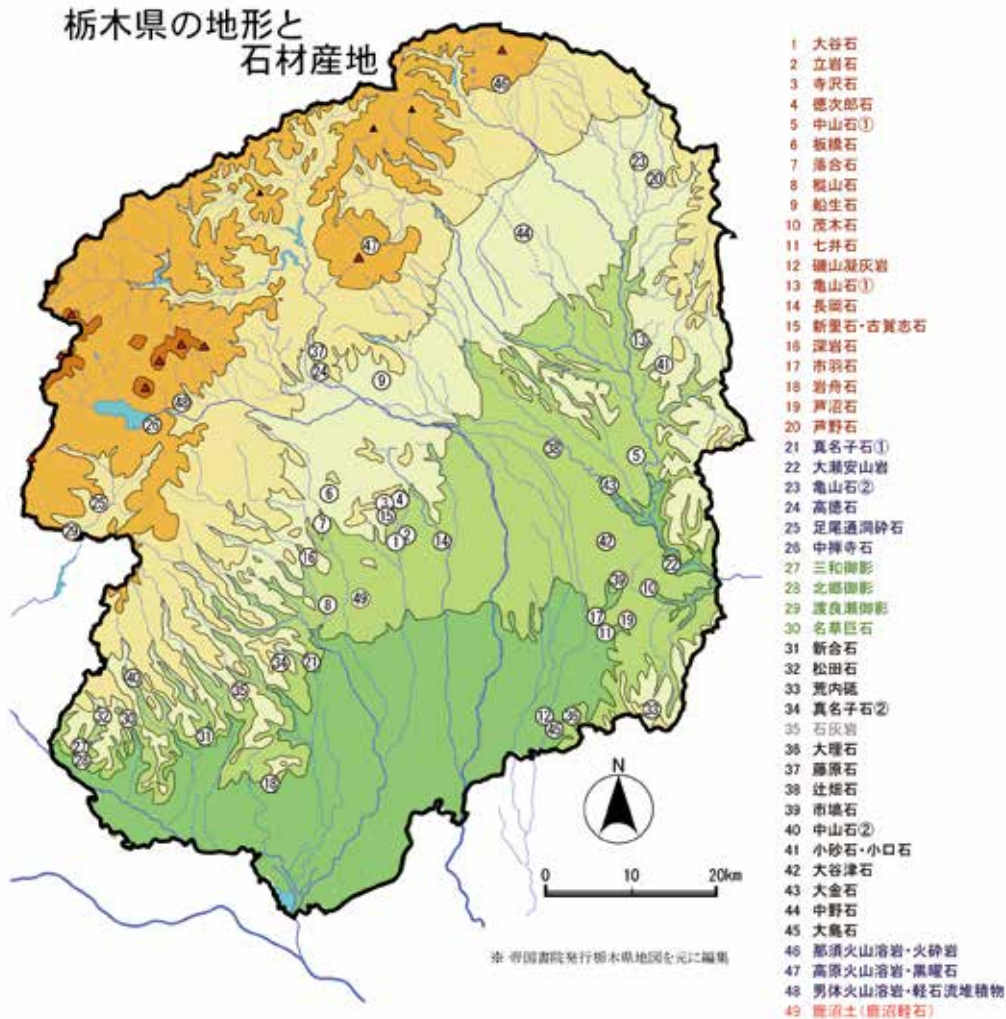 栃木県の地形と
石材産地
1 大谷石
2 立岩石
3 寺沢石
4 徳次郎石
5 中山石①
6 板橋石
7 落合石
8 樅山石
9 船生石
10 茂木石
11 七井石
12 磯山凝灰岩
13 亀山石①
14 長岡石
15 新里石・古賀志石
16 深岩石
17 市羽石
18 岩舟石
19 芦沼石
20 芦野石
21 真名子石①
22 大瀬安山岩
23 亀山石②
24 高徳石
25 足尾通洞砕石
26 中禅寺石
27 三和御影
28 北郷御影
29 渡良瀬御影
30 名草巨石
31 新合石
32 松田石
33 荒内砥
34 真名子石②
35 石灰岩
36 大理石
37 藤原石
38 辻畑石
39 市塙石
40 中山石②
41 小砂石・小口石
42 大谷津石
43 大金石
44 中野石
45 大島石
46 那須火山溶岩・火砕岩
47 高原火山溶岩・黒曜石
48 男体火山溶岩・軽石流堆積物
49 鹿沼土(鹿沼軽石)
N
0 10 20km
※ 帝国書院発行栃木県地図を元に編集